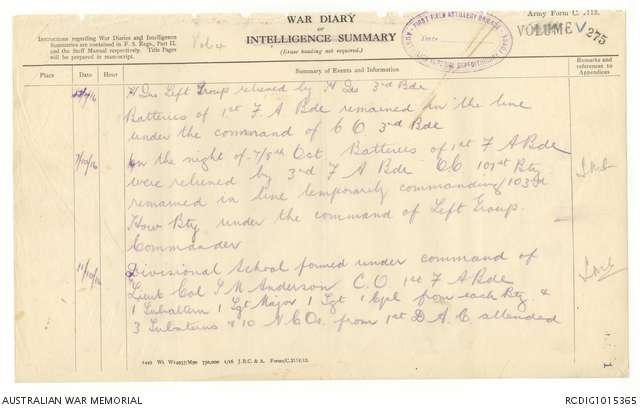 WAR DIARY
or
INTELLIGENCE SUMMARY
(Erase heading not required.)
Army Form C. 2118.
VOLUME V. 275
Instructions regarding War Diaries and Intelligence
Summaries are contained in F. S. Regs., Part II.
and the Staff Manual respectively. Title Pages
will be prepared in manuscript.
FIRST FIELD ARTILLERY BRIGADE
Place Date Hour Summary of Events and Information Remarks and references to Appendices
H Qrs Left Group relieved by H Qrs 3rd Bde
Batteries of 1st F. A Bde remained in the line
under the command of C O. 3rd Bde
7/10/16 On the night of 7/8th Oct Batteries of 1st F A Bde
were relieved by 3rd F A Bde OC 101st Bty
remained in line temporarily commanding 103rd
How Bty under the command of Left Group
Commander
11/10/16 Divisional School formed under command of
Lieut Col S M Anderson C.O. 1st F A Bde
1 Subaltern 1 Sgt Major 1 Sgt 1 Cpl from each Bty &
3 Subalterns & 10 N.C.Os. from 1st D.A.C. attended
1
AUSTRALIAN WAR MEMORIAL
RCDIG1015365